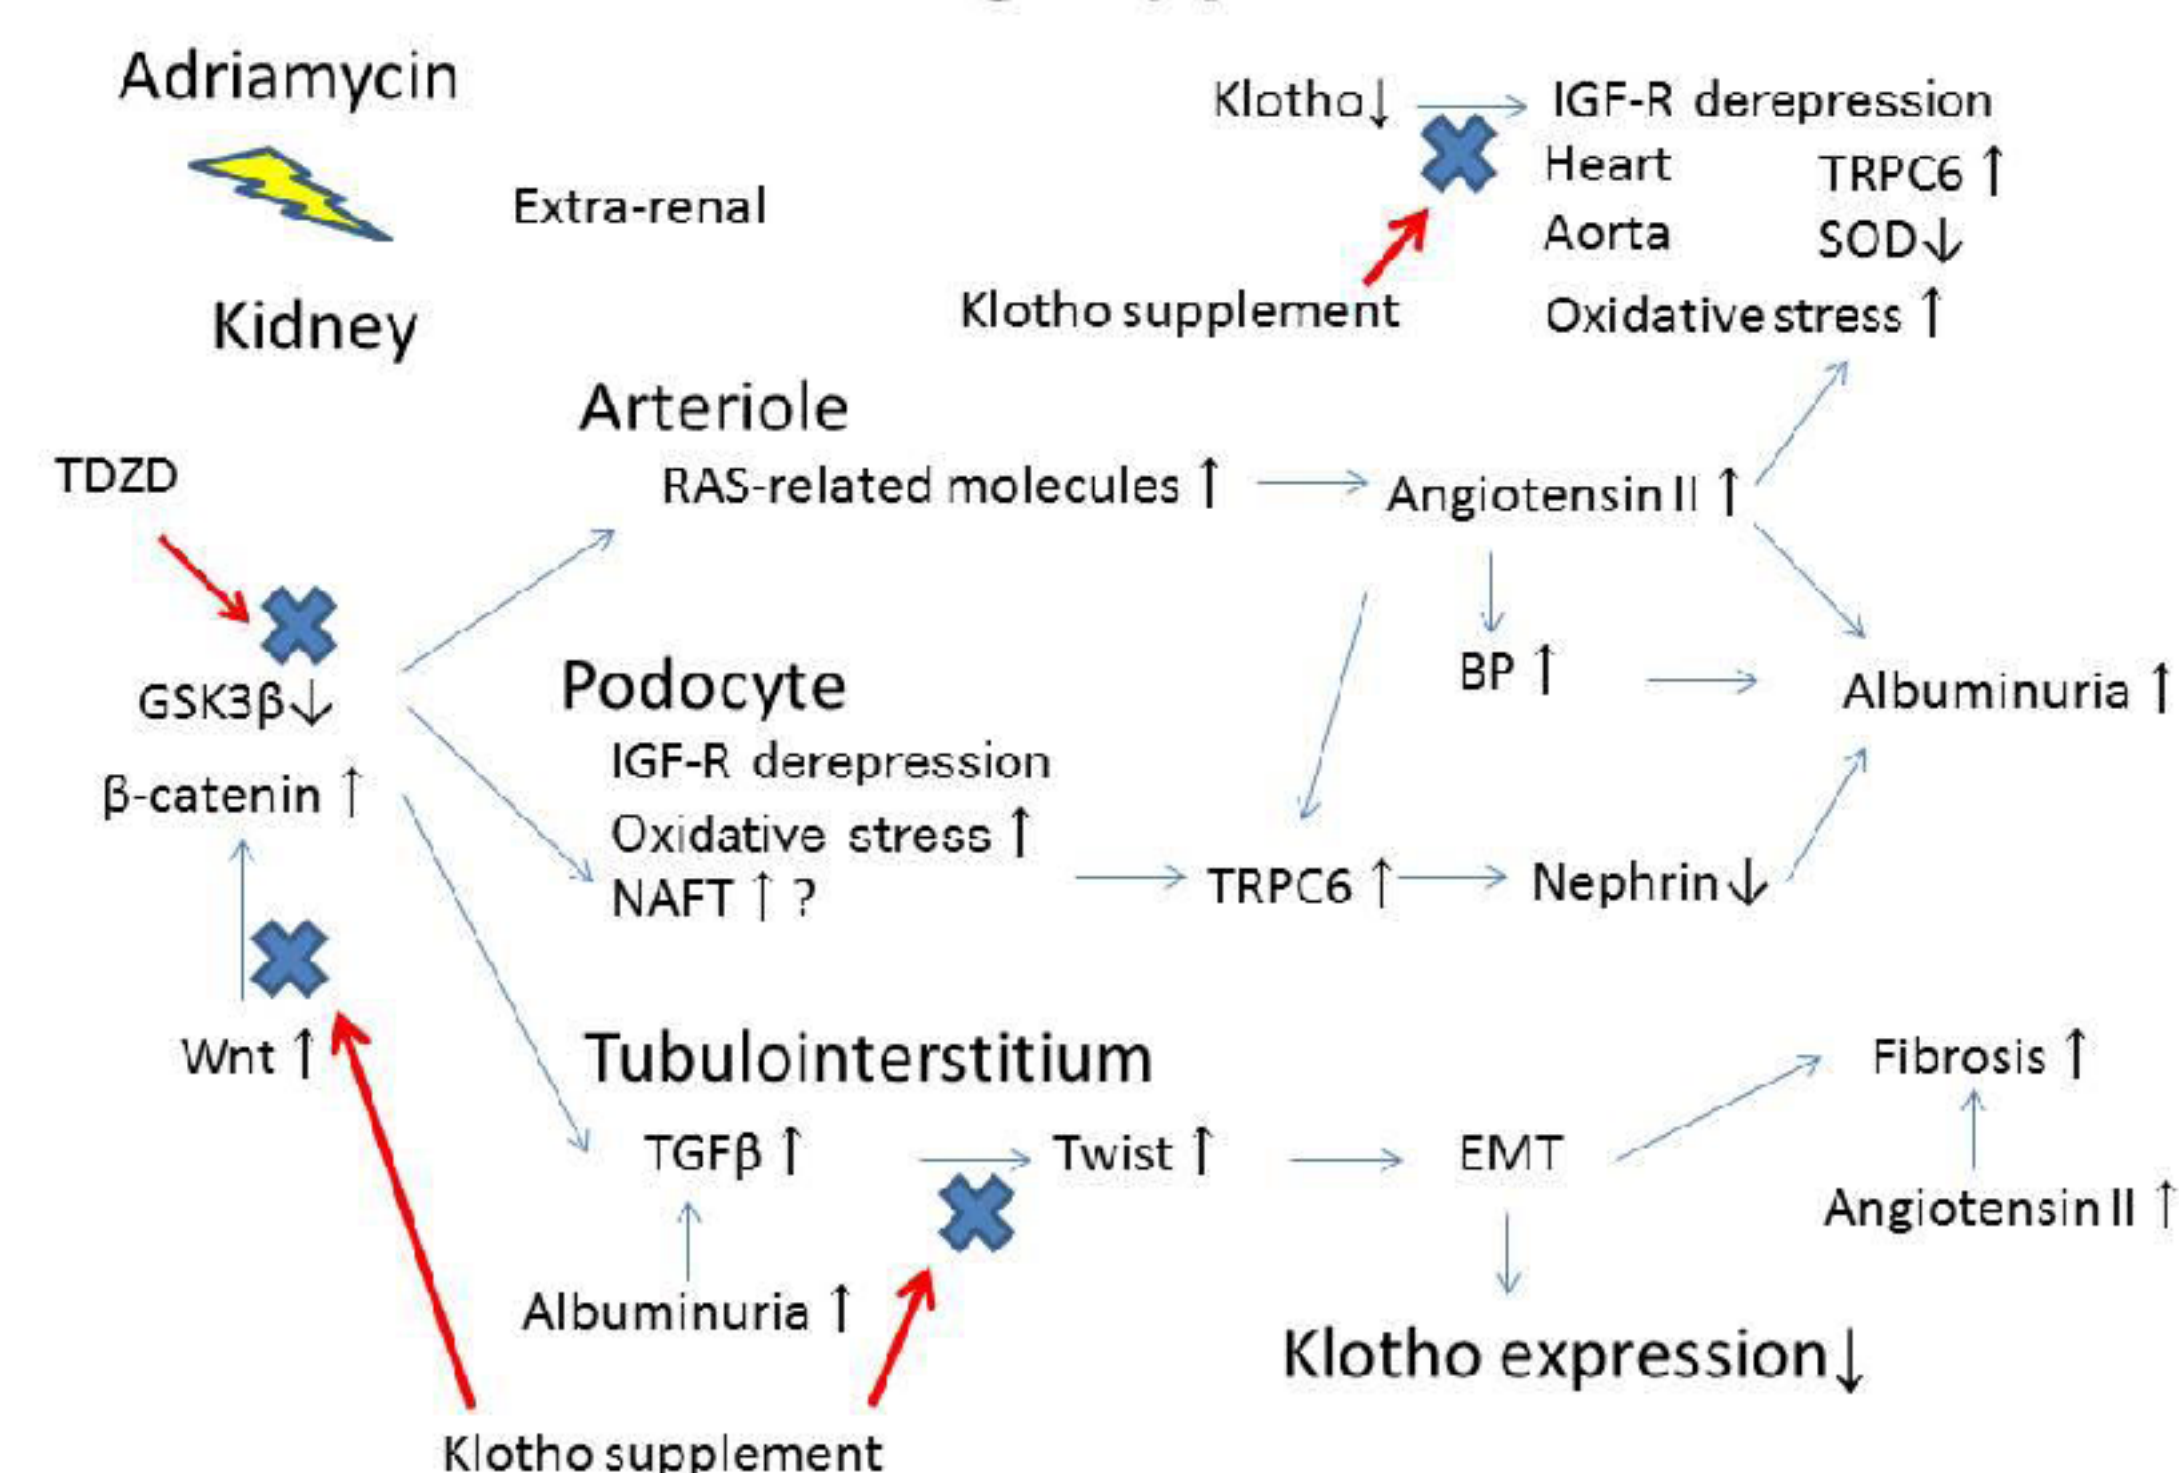 Adriamycin
Klotho↓ IGF-R derepression
Heart TRPC6 ↑
Extra-renal
Aorta SOD↓
Klotho supplement Oxidative stress ↑
Kidney
Arteriole
TDZD
RAS-related molecules ↑ Angiotensin II ↑
GSK3β↓
Podocyte
BP ↑ Albuminuria ↑
IGF-R derepression
β-catenin ↑
Oxidative stress ↑
NAFT ↑ ? TRPC6 ↑ Nephrin↓
Wnt ↑
Tubulointerstitium
Fibrosis ↑
TGFβ ↑ Twist ↑ EMT
Angiotensin II ↑
Albuminuria ↑
Klotho expression↓
Klotho supplement